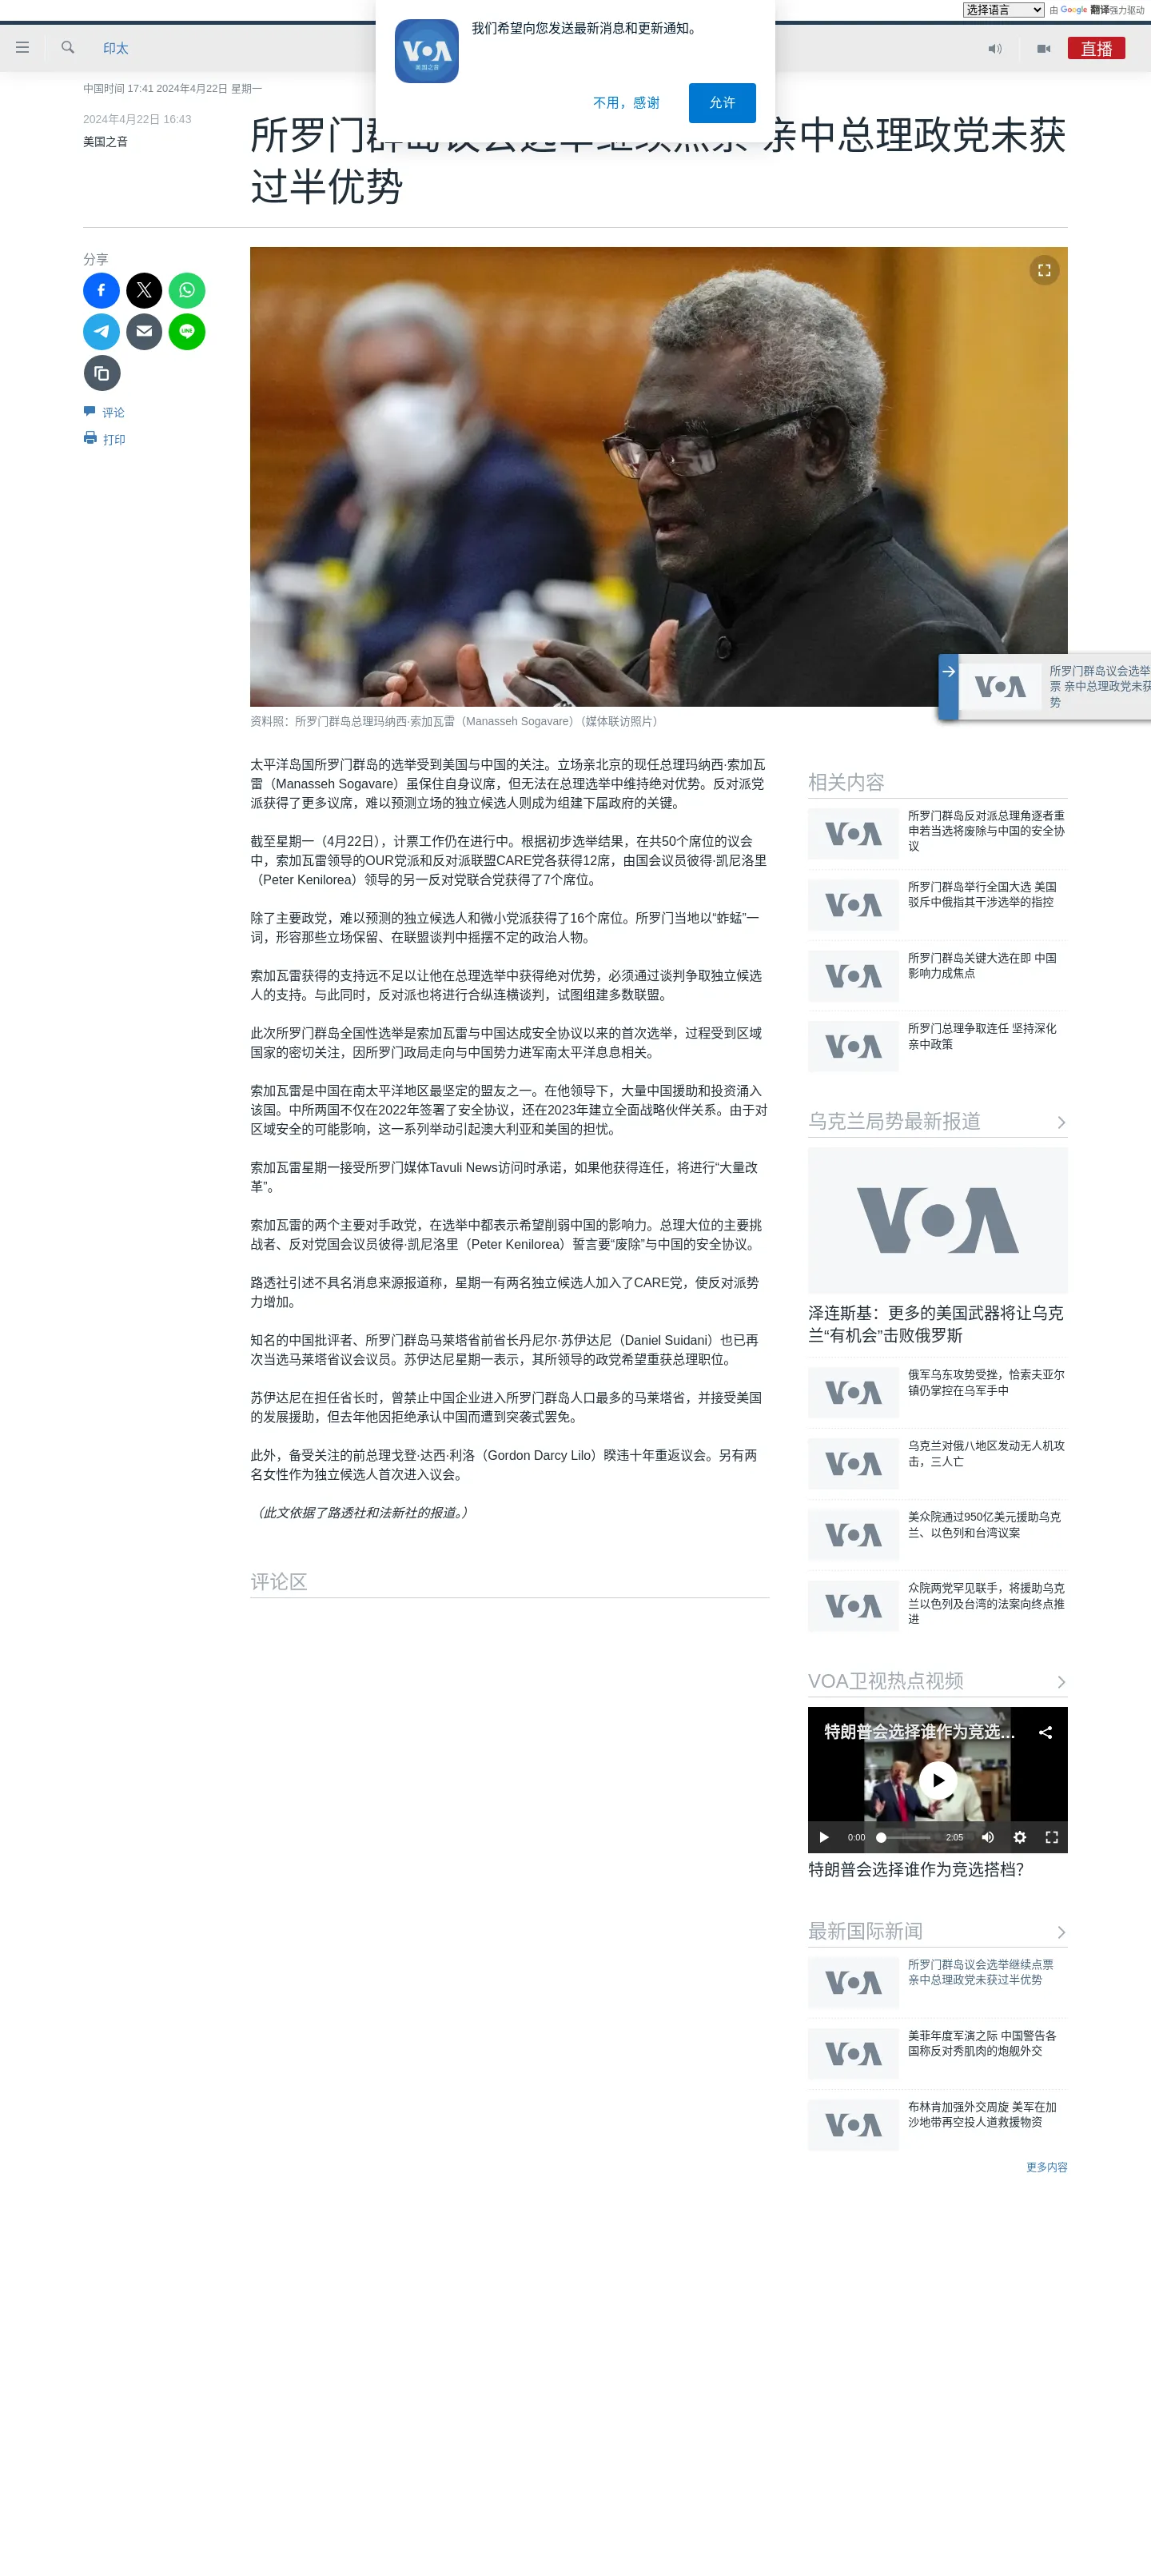 选择语言
由 Google 翻译强力驱动
印太
直播
我们希望向您发送最新消息和更新通知。
VOA
美国之音
不用，感谢
允许
中国时间 17:41 2024年4月22日 星期一
2024年4月22日 16:43
美国之音
所罗门群岛议会选举继续点票 亲中总理政党未获
过半优势
分享
评论
打印
资料照：所罗门群岛总理玛纳西·索加瓦雷（Manasseh Sogavare）（媒体联访照片）
VOA
所罗门群岛议会选举
票 亲中总理政党未获
势
太平洋岛国所罗门群岛的选举受到美国与中国的关注。立场亲北京的现任总理玛纳西·索加瓦
雷（Manasseh Sogavare）虽保住自身议席，但无法在总理选举中维持绝对优势。反对派党
派获得了更多议席，难以预测立场的独立候选人则成为组建下届政府的关键。
截至星期一（4月22日），计票工作仍在进行中。根据初步选举结果，在共50个席位的议会
中，索加瓦雷领导的OUR党派和反对派联盟CARE党各获得12席，由国会议员彼得·凯尼洛里
（Peter Kenilorea）领导的另一反对党联合党获得了7个席位。
除了主要政党，难以预测的独立候选人和微小党派获得了16个席位。所罗门当地以“蚱蜢”一
词，形容那些立场保留、在联盟谈判中摇摆不定的政治人物。
索加瓦雷获得的支持远不足以让他在总理选举中获得绝对优势，必须通过谈判争取独立候选
人的支持。与此同时，反对派也将进行合纵连横谈判，试图组建多数联盟。
此次所罗门群岛全国性选举是索加瓦雷与中国达成安全协议以来的首次选举，过程受到区域
国家的密切关注，因所罗门政局走向与中国势力进军南太平洋息息相关。
索加瓦雷是中国在南太平洋地区最坚定的盟友之一。在他领导下，大量中国援助和投资涌入
该国。中所两国不仅在2022年签署了安全协议，还在2023年建立全面战略伙伴关系。由于对
区域安全的可能影响，这一系列举动引起澳大利亚和美国的担忧。
索加瓦雷星期一接受所罗门媒体Tavuli News访问时承诺，如果他获得连任，将进行“大量改
革”。
索加瓦雷的两个主要对手政党，在选举中都表示希望削弱中国的影响力。总理大位的主要挑
战者、反对党国会议员彼得·凯尼洛里（Peter Kenilorea）誓言要“废除”与中国的安全协议。
路透社引述不具名消息来源报道称，星期一有两名独立候选人加入了CARE党，使反对派势
力增加。
知名的中国批评者、所罗门群岛马莱塔省前省长丹尼尔·苏伊达尼（Daniel Suidani）也已再
次当选马莱塔省议会议员。苏伊达尼星期一表示，其所领导的政党希望重获总理职位。
苏伊达尼在担任省长时，曾禁止中国企业进入所罗门群岛人口最多的马莱塔省，并接受美国
的发展援助，但去年他因拒绝承认中国而遭到突袭式罢免。
此外，备受关注的前总理戈登·达西·利洛（Gordon Darcy Lilo）睽违十年重返议会。另有两
名女性作为独立候选人首次进入议会。
（此文依据了路透社和法新社的报道。）
评论区
相关内容
VOA
所罗门群岛反对派总理角逐者重
申若当选将废除与中国的安全协
议
VOA
所罗门群岛举行全国大选 美国
驳斥中俄指其干涉选举的指控
VOA
所罗门群岛关键大选在即 中国
影响力成焦点
VOA
所罗门总理争取连任 坚持深化
亲中政策
乌克兰局势最新报道
VOA
泽连斯基：更多的美国武器将让乌克
兰“有机会”击败俄罗斯
VOA
俄军乌东攻势受挫，恰索夫亚尔
镇仍掌控在乌军手中
VOA
乌克兰对俄八地区发动无人机攻
击，三人亡
VOA
美众院通过950亿美元援助乌克
兰、以色列和台湾议案
VOA
众院两党罕见联手，将援助乌克
兰以色列及台湾的法案向终点推
进
VOA卫视热点视频
特朗普会选择谁作为竞选...
0:00
2:05
特朗普会选择谁作为竞选搭档？
最新国际新闻
VOA
所罗门群岛议会选举继续点票
亲中总理政党未获过半优势
VOA
美菲年度军演之际 中国警告各
国称反对秀肌肉的炮舰外交
VOA
布林肯加强外交周旋 美军在加
沙地带再空投人道救援物资
更多内容